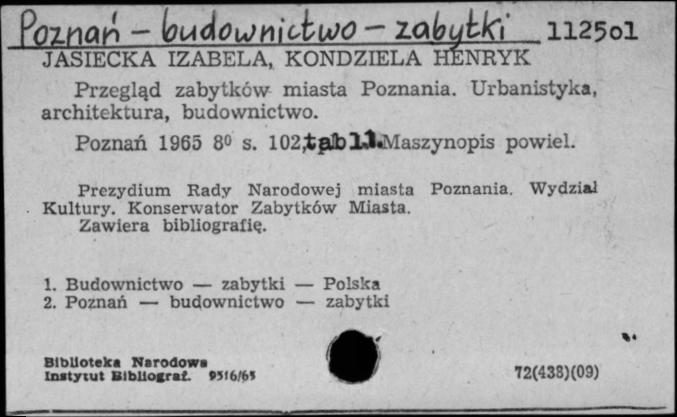 Poznań – budownictwo – zabytki 112501
JASIECKA IZABELA, KONDZIELA HENRYK
Przegląd zabytków miasta Poznania. Urbanistyka,
architektura, budownictwo.
Poznań 1965 8⁰ s. 102, tabl. 1. Maszynopis powiel.
Prezydium Rady Narodowej miasta Poznania. Wydział
Kultury. Konserwator Zabytków Miasta.
Zawiera bibliografię.
1. Budownictwo — zabytki — Polska
2. Poznań — budownictwo — zabytki
Biblioteka Narodowa
Instytut Bibliograf. 9516/65 72(438)(09)